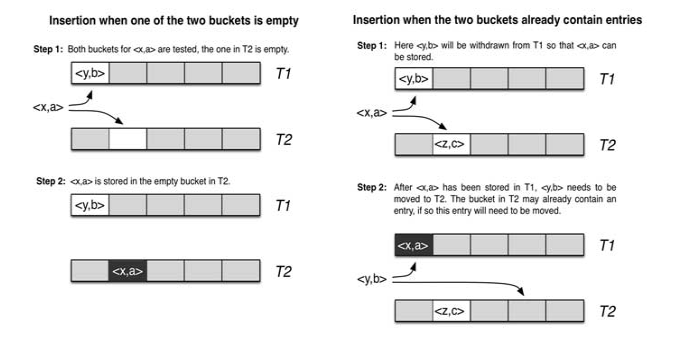 Insertion when one of the two buckets is empty
Step 1: Both buckets for <x,a> are tested, the one in T2 is empty.
<y,b>
T1
<x,a>
T2
Step 2: <x,a> is stored in the empty bucket in T2.
<y,b>
T1
<x,a>
T2
Insertion when the two buckets already contain entries
Step 1: Here <y,b> will be withdrawn from T1 so that <x,a> can
be stored.
<y,b>
T1
<x,a>
<z,c>
T2
Step 2: After <x,a> has been stored in T1, <y,b> needs to be
moved to T2. The bucket in T2 may already contain an
entry, if so this entry will need to be moved.
<x,a>
T1
<y,b>
<z,c>
T2